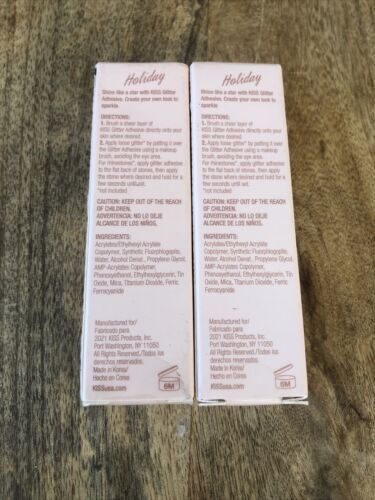 Holiday
Shine like a star with KISS Glitter
Adhesive. Create your own look to
sparkle
DIRECTIONS:
1. Brush a sheer layer of
KISS Glitter Adhesive directly onto your
skin where desired.
2. Apply loose glitter* by patting it over
the Glitter Adhesive using a makeup
brush, avoiding the eye area.
For rhinestones*, apply glitter adhesive
to the flat back of stones, then apply
the stone where desired and hold for a
few seconds until set.
*not included
CAUTION: KEEP OUT OF THE REACH
OF CHILDREN.
ADVERTENCIA: NO LO DEJE
ALCANCE DE LOS NIÑOS.
INGREDIENTS:
Acrylates/Ethylhexyl Acrylate
Copolymer, Synthetic Fluorphlogopite,
Water, Alcohol Denat., Propylene Glycol,
AMP-Acrylates Copolymer,
Phenoxyethanol, Ethylhexylglycerin, Tin
Oxide, Mica, Titanium Dioxide, Ferric
Ferrocyanide
Manufactured for/
Fabricado para
2021 KISS Products, Inc.
Port Washington, NY 11050
All Rights Reserved./Todos los
derechos reservados.
Made in Korea/
Hecho en Corea
KISSusa.com
6M
Holiday
Shine like a star with KISS Glitter
Adhesive. Create your own look to
sparkle
DIRECTIONS:
1. Brush a sheer layer of
KISS Glitter Adhesive directly onto your
skin where desired.
2. Apply loose glitter* by patting it over
the Glitter Adhesive using a makeup
brush, avoiding the eye area.
For rhinestones*, apply glitter adhesive
to the flat back of stones, then apply
the stone where desired and hold for a
few seconds until set.
*not included
CAUTION: KEEP OUT OF THE REACH
OF CHILDREN.
ADVERTENCIA: NO LO DEJE
ALCANCE DE LOS NIÑOS.
INGREDIENTS:
Acrylates/Ethylhexyl Acrylate
Copolymer, Synthetic Fluorphlogopite,
Water, Alcohol Denat., Propylene Glycol,
AMP-Acrylates Copolymer,
Phenoxyethanol, Ethylhexylglycerin, Tin
Oxide, Mica, Titanium Dioxide, Ferric
Ferrocyanide
Manufactured for/
Fabricado para
2021 KISS Products, Inc.
Port Washington, NY 11050
All Rights Reserved./Todos los
derechos reservados.
Made in Korea/
Hecho en Corea
KISSusa.com
6M